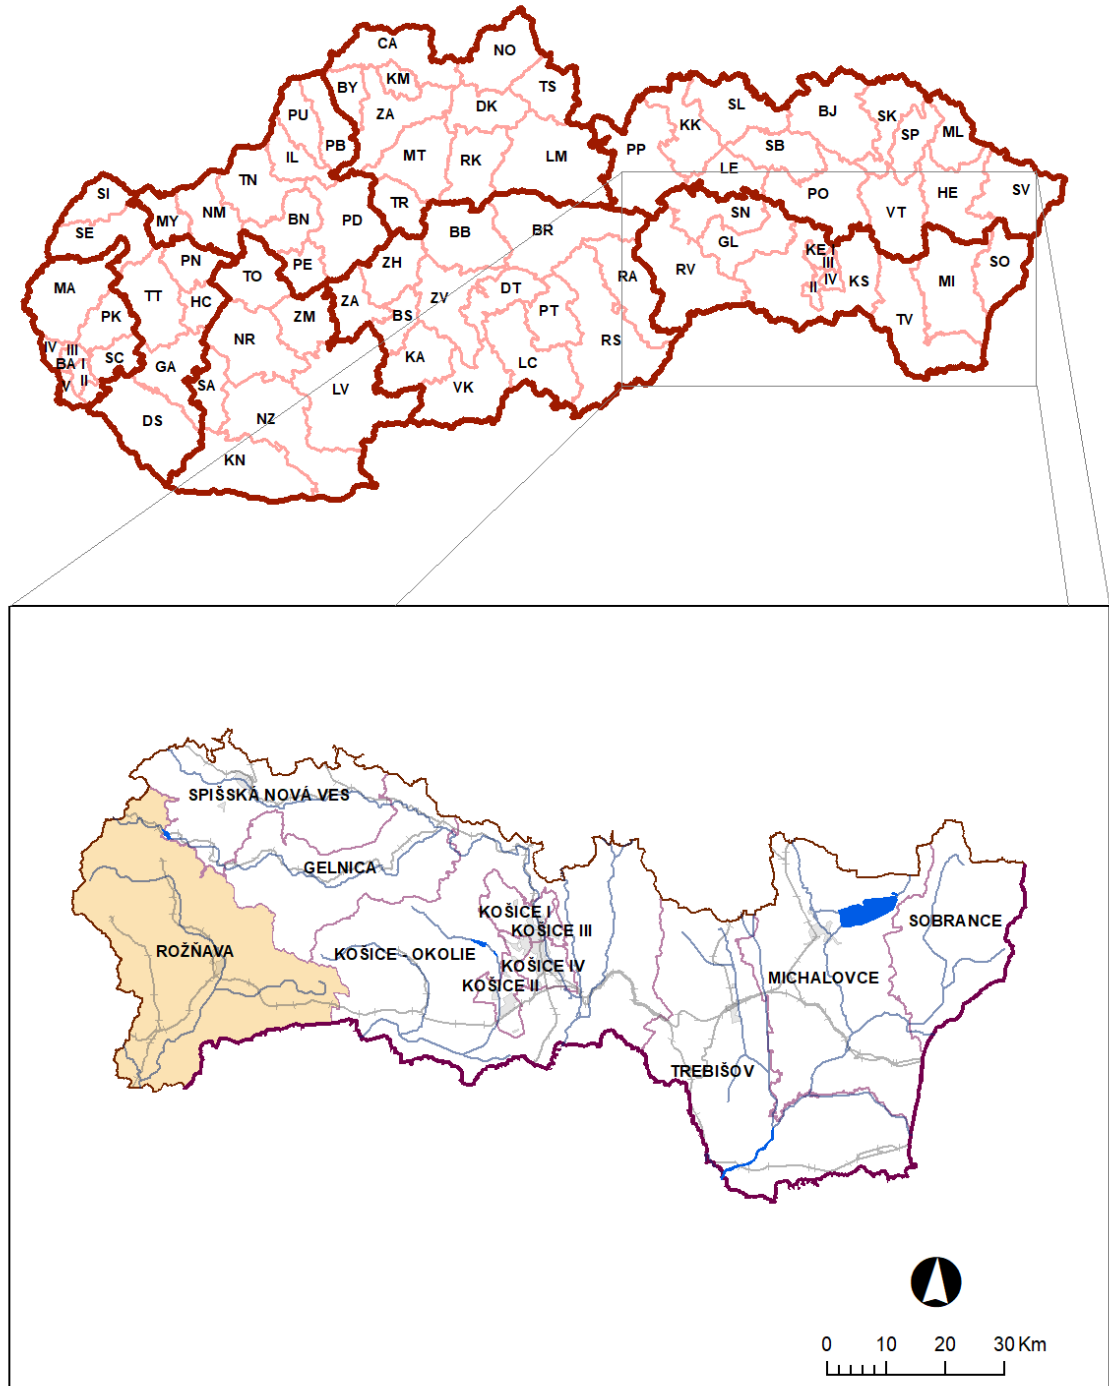 CA
NO
BY
KM
TS
PU
ZA
DK
PB
IL
MT
RK
LM
TN
SI
MY
NM
BN
PD
TR
SE
BB
BR
PN
TO
PE
ZH
MA
TT
HC
ZA
ZV
DT
RA
PK
ZM
BS
PT
NR
IV
III
BA
I
SC
GA
KA
RS
V
II
SA
LV
VK
LC
DS
NZ
KN
PP
KK
SL
BJ
SK
SP
ML
SB
LE
PO
HE
SV
VT
SN
GL
KE I
III
IV
II
KS
RV
MI
SO
TV
SPIŠSKÁ NOVÁ VES
GELNICA
KOŠICE I
KOŠICE III
ROŽŇAVA
KOŠICE - OKOLIE
KOŠICE IV
KOŠICE II
SOBRANCE
MICHALOVCE
TREBIŠOV
0 10 20 30 Km